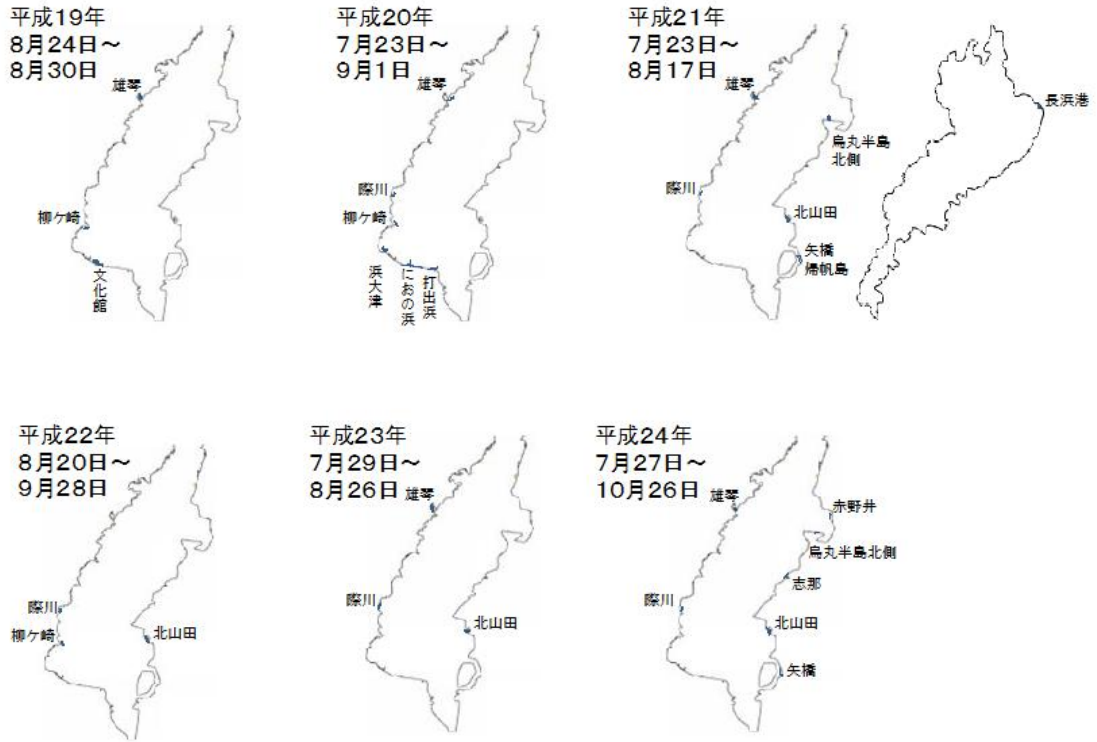 平成19年
8月24日～
8月30日
雄琴
柳ケ崎
文化館
平成20年
7月23日～
9月1日
雄琴
際川
柳ケ崎
浜大津
におの浜
打出浜
平成21年
7月23日～
8月17日
雄琴
烏丸半島
北側
際川
北山田
矢橋
帰帆島
長浜港
平成22年
8月20日～
9月28日
際川
柳ケ崎
北山田
平成23年
7月29日～
8月26日
雄琴
際川
北山田
平成24年
7月27日～
10月26日
雄琴
赤野井
烏丸半島北側
志那
際川
北山田
矢橋